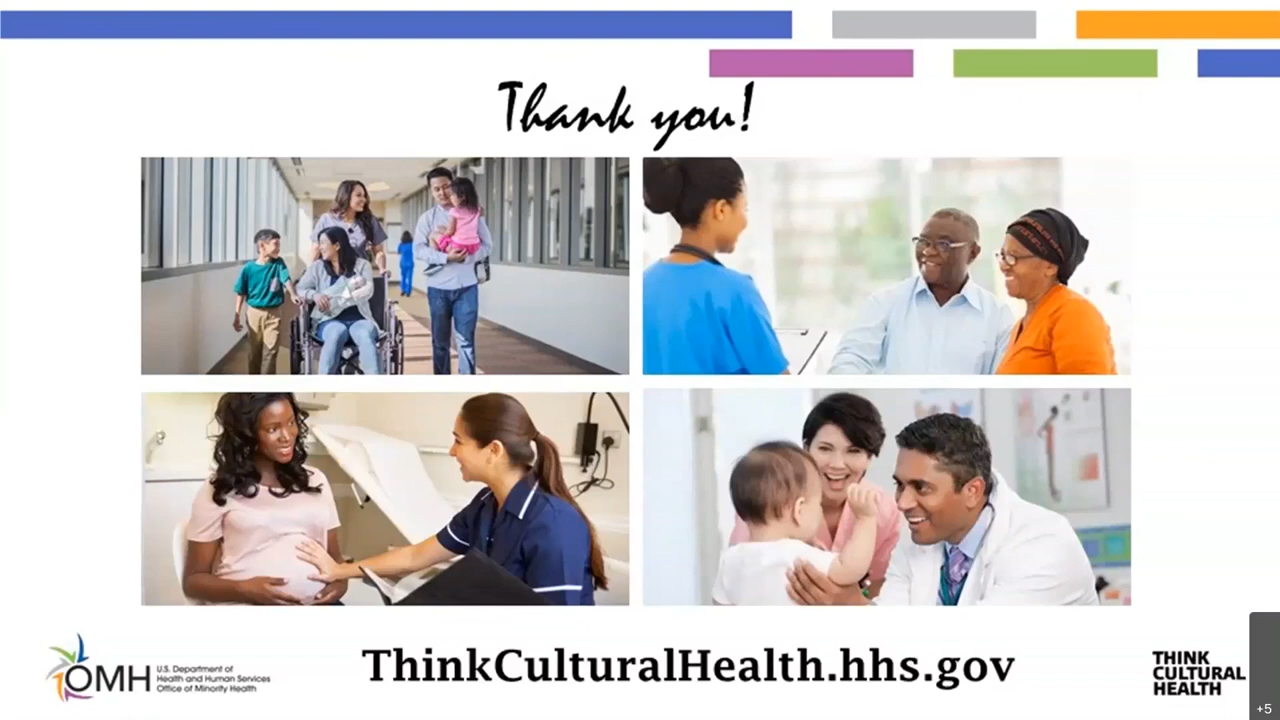 Thank you!
OMH
U.S. Department of
Health and Human Services
Office of Minority Health
ThinkCulturalHealth.hhs.gov
THINK
CULTURAL
HEALTH
+5